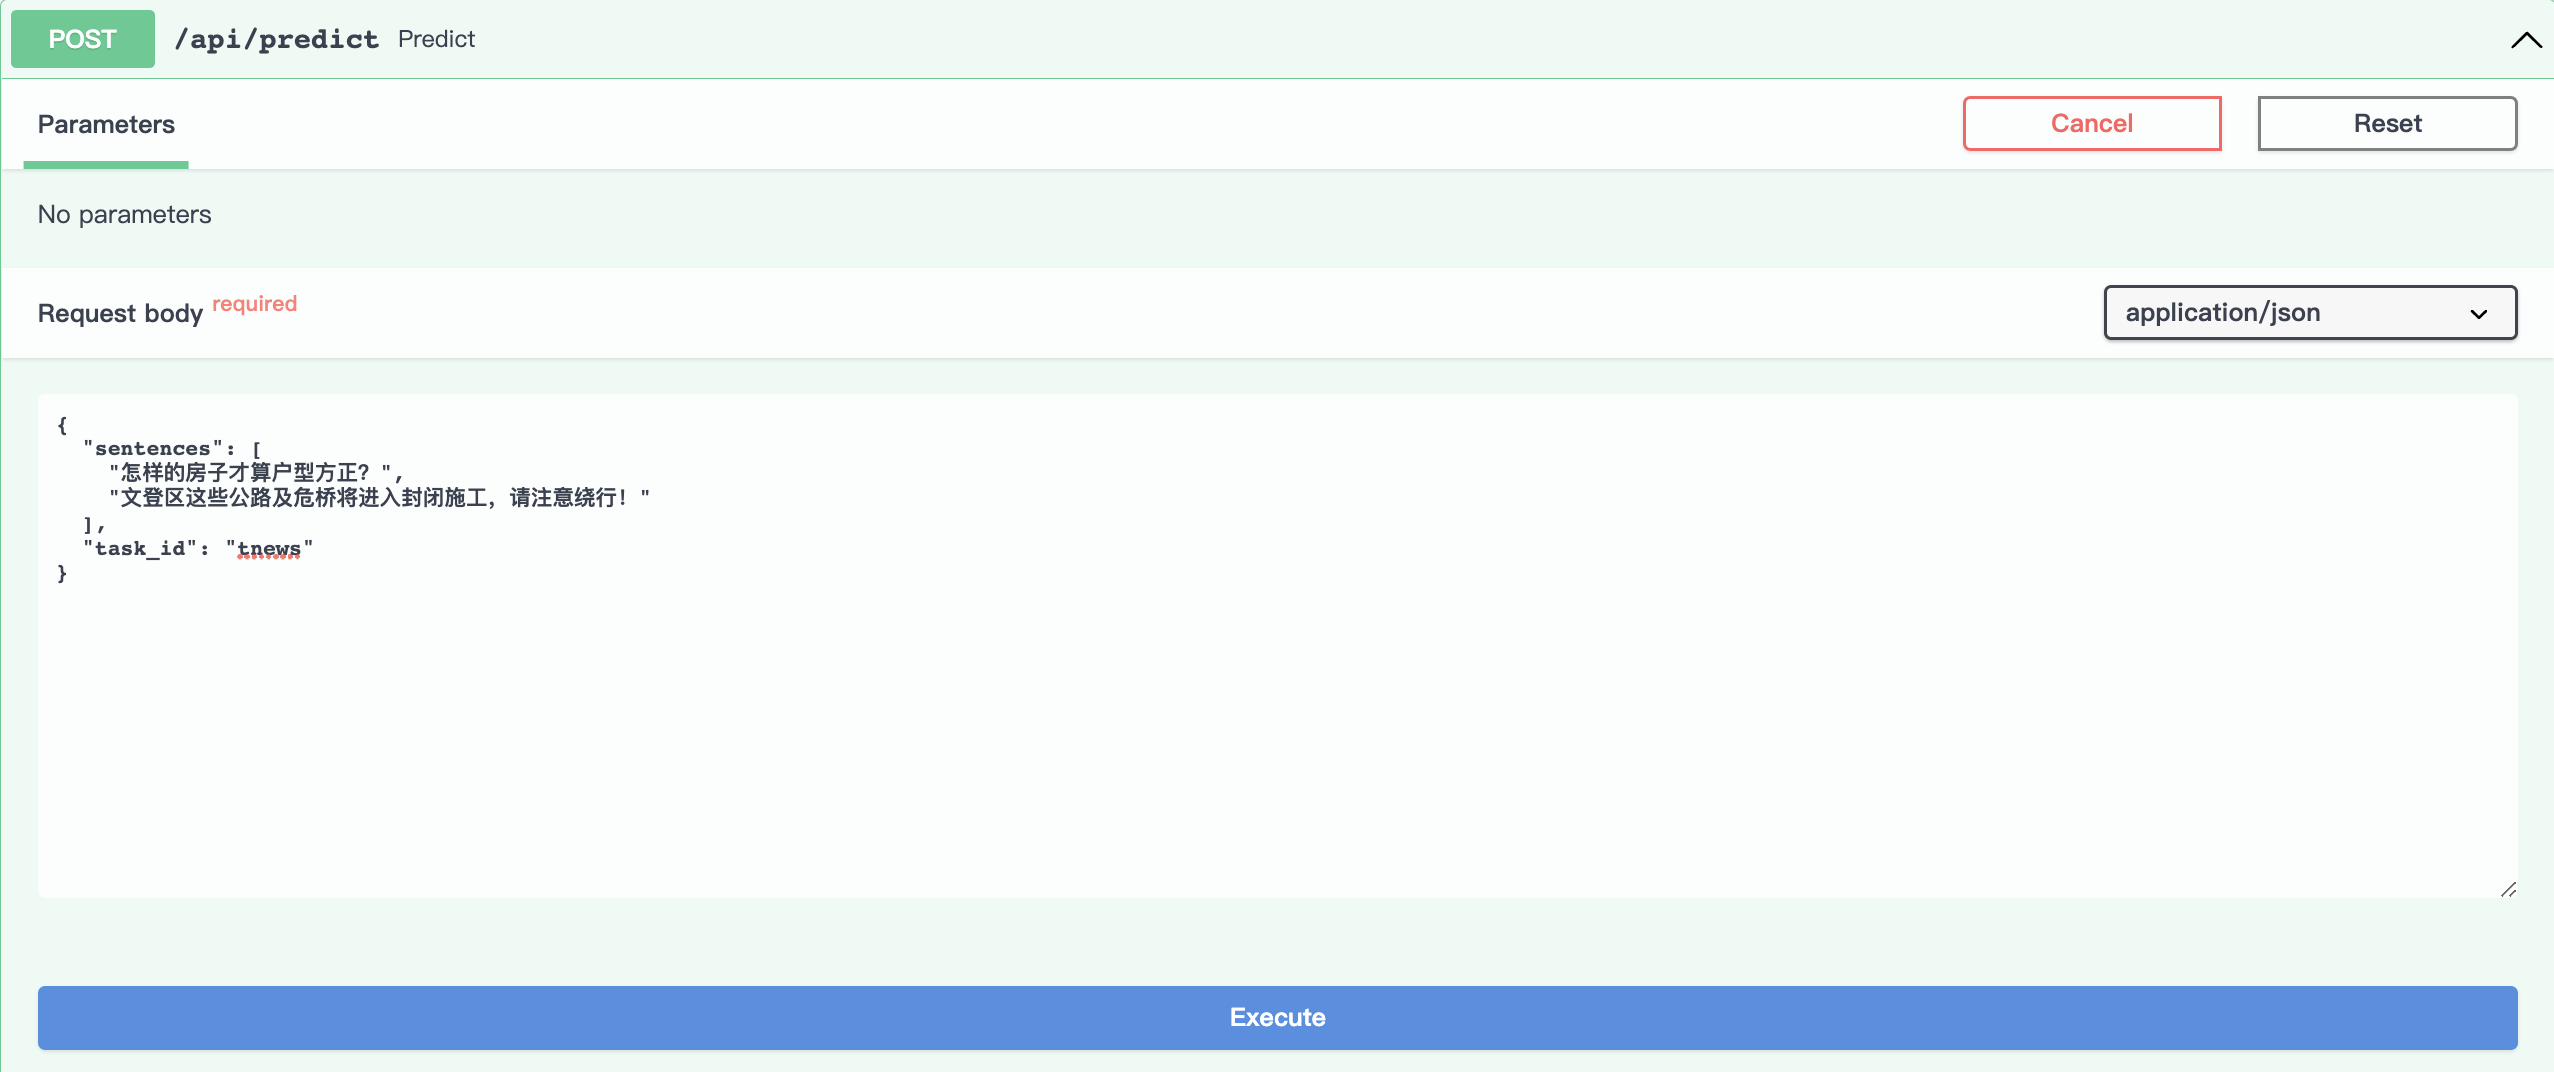 POST /api/predict Predict
Parameters
Cancel
Reset
No parameters
Request body required
application/json
{
  "sentences": [
    "怎样的房子才算户型方正？",
    "文登区这些公路及危桥将进入封闭施工，请注意绕行！"
  ],
  "task_id": "tnews"
}
Execute